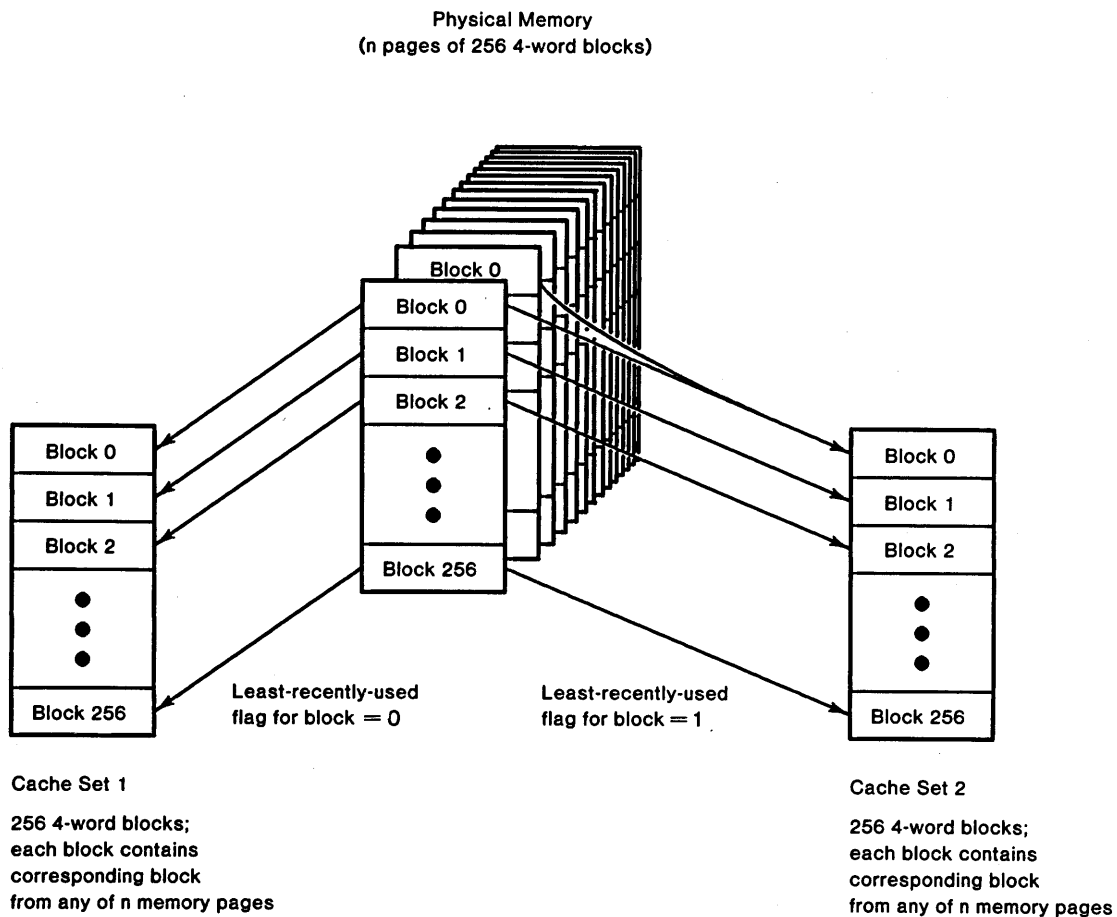 Physical Memory
(n pages of 256 4-word blocks)
Block 0
Block 0
Block 1
Block 2
Block 256
Block 0
Block 1
Block 2
Block 256
Block 0
Block 1
Block 2
Block 256
Least-recently-used
flag for block = 0
Least-recently-used
flag for block = 1
Cache Set 1
256 4-word blocks;
each block contains
corresponding block
from any of n memory pages
Cache Set 2
256 4-word blocks;
each block contains
corresponding block
from any of n memory pages